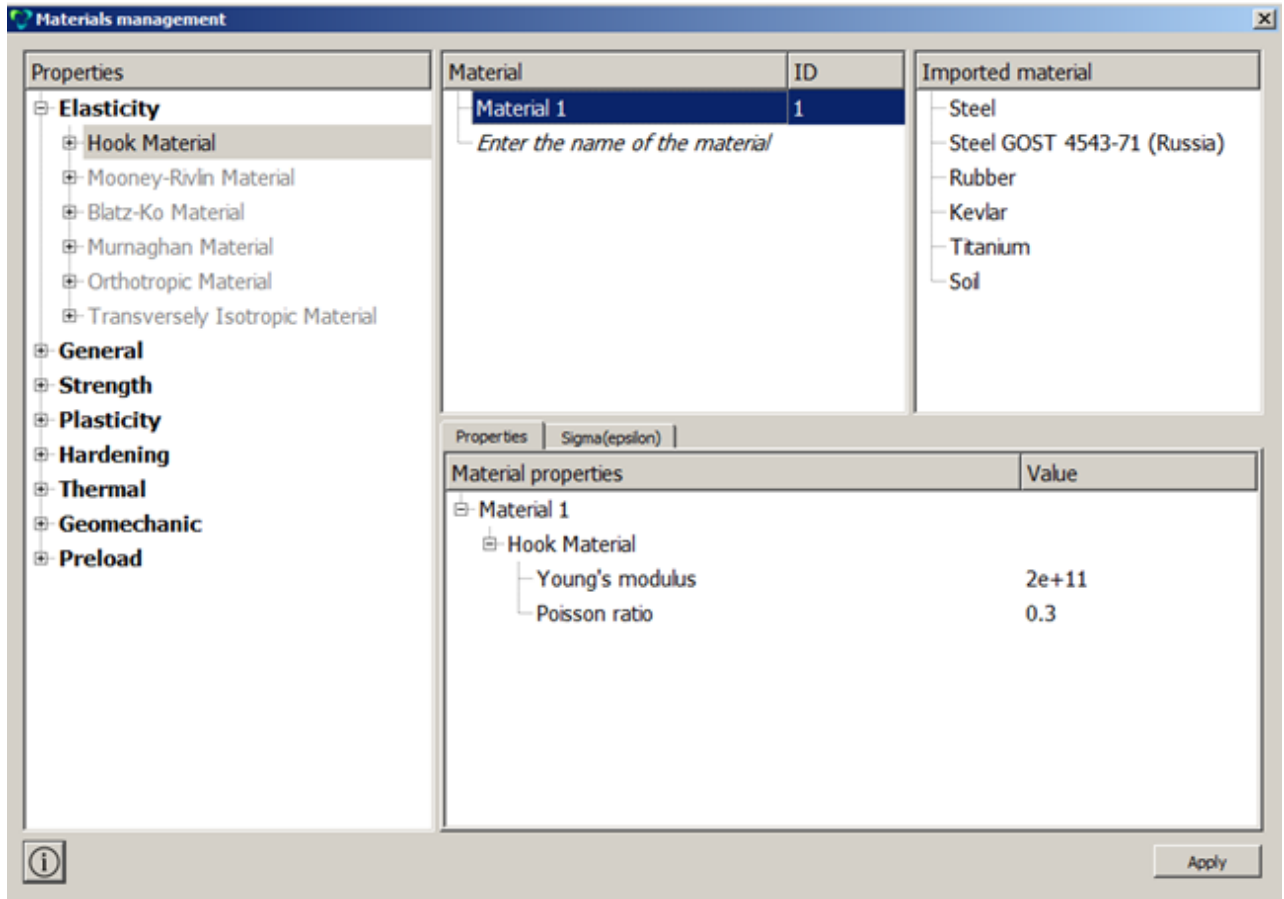 Materials management
Properties
Elasticity
Hook Material
Mooney-Rivlin Material
Blatz-Ko Material
Murnaghan Material
Orthotropic Material
Transversely Isotropic Material
General
Strength
Plasticity
Hardening
Thermal
Geomechanic
Preload
Material ID
Material 1 1
Enter the name of the material
Imported material
Steel
Steel GOST 4543-71 (Russia)
Rubber
Kevlar
Titanium
Soil
Properties Sigma(epsilon)
Material properties Value
Material 1
Hook Material
Young's modulus 2e+11
Poisson ratio 0.3
Apply